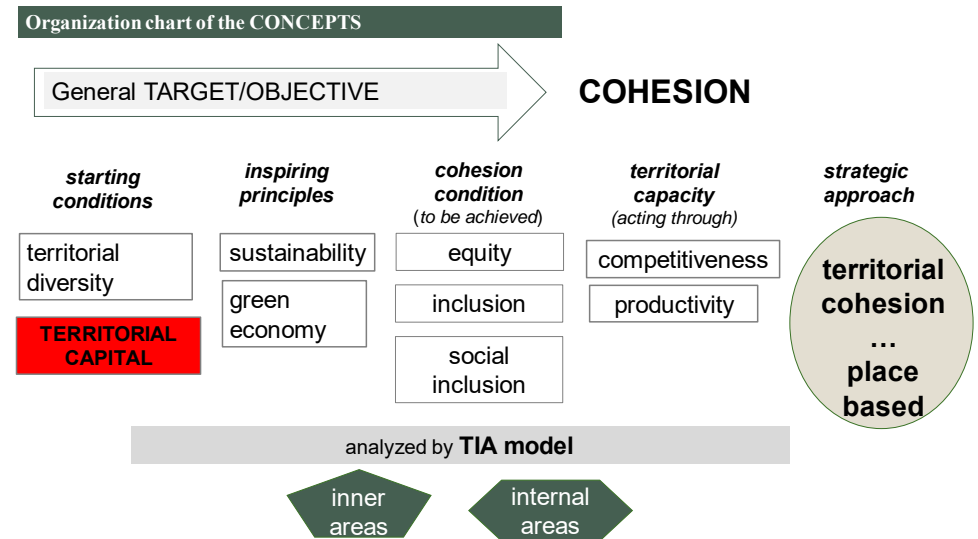 Organization chart of the CONCEPTS
General TARGET/OBJECTIVE
COHESION
starting
conditions
inspiring
principles
cohesion
condition
(to be achieved)
territorial
capacity
(acting through)
strategic
approach
territorial
diversity
TERRITORIAL
CAPITAL
sustainability
green
economy
equity
inclusion
social
inclusion
competitiveness
productivity
territorial
cohesion
…
place
based
analyzed by TIA model
inner
areas
internal
areas